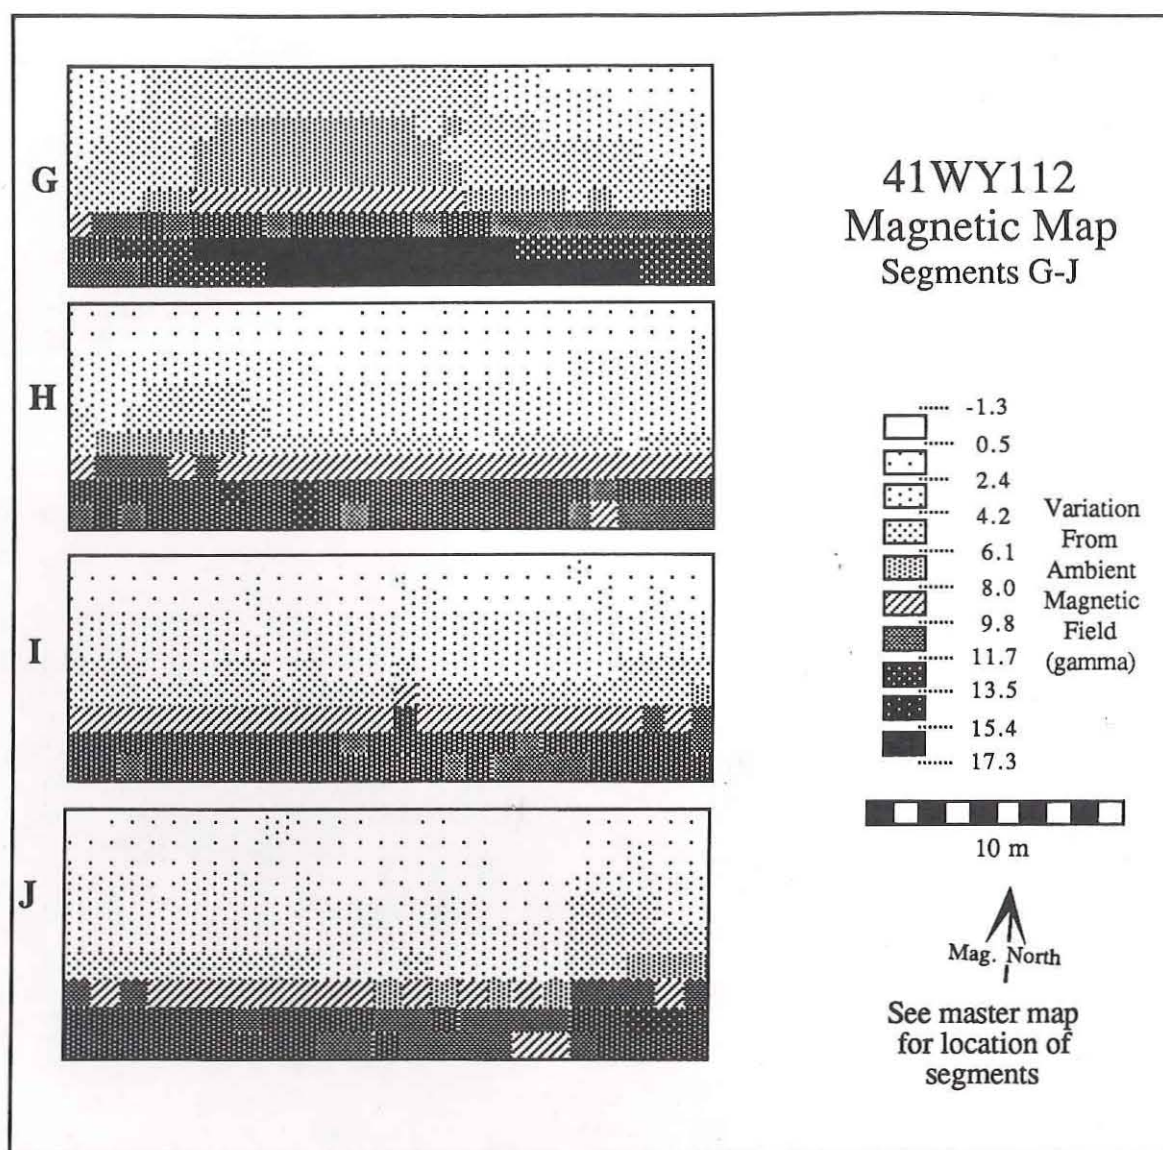 G
H
I
J
41WY112
Magnetic Map
Segments G-J
-1.3
0.5
2.4
4.2
6.1
8.0
9.8
11.7
13.5
15.4
17.3
Variation
From
Ambient
Magnetic
Field
(gamma)
10 m
Mag. North
See master map
for location of
segments